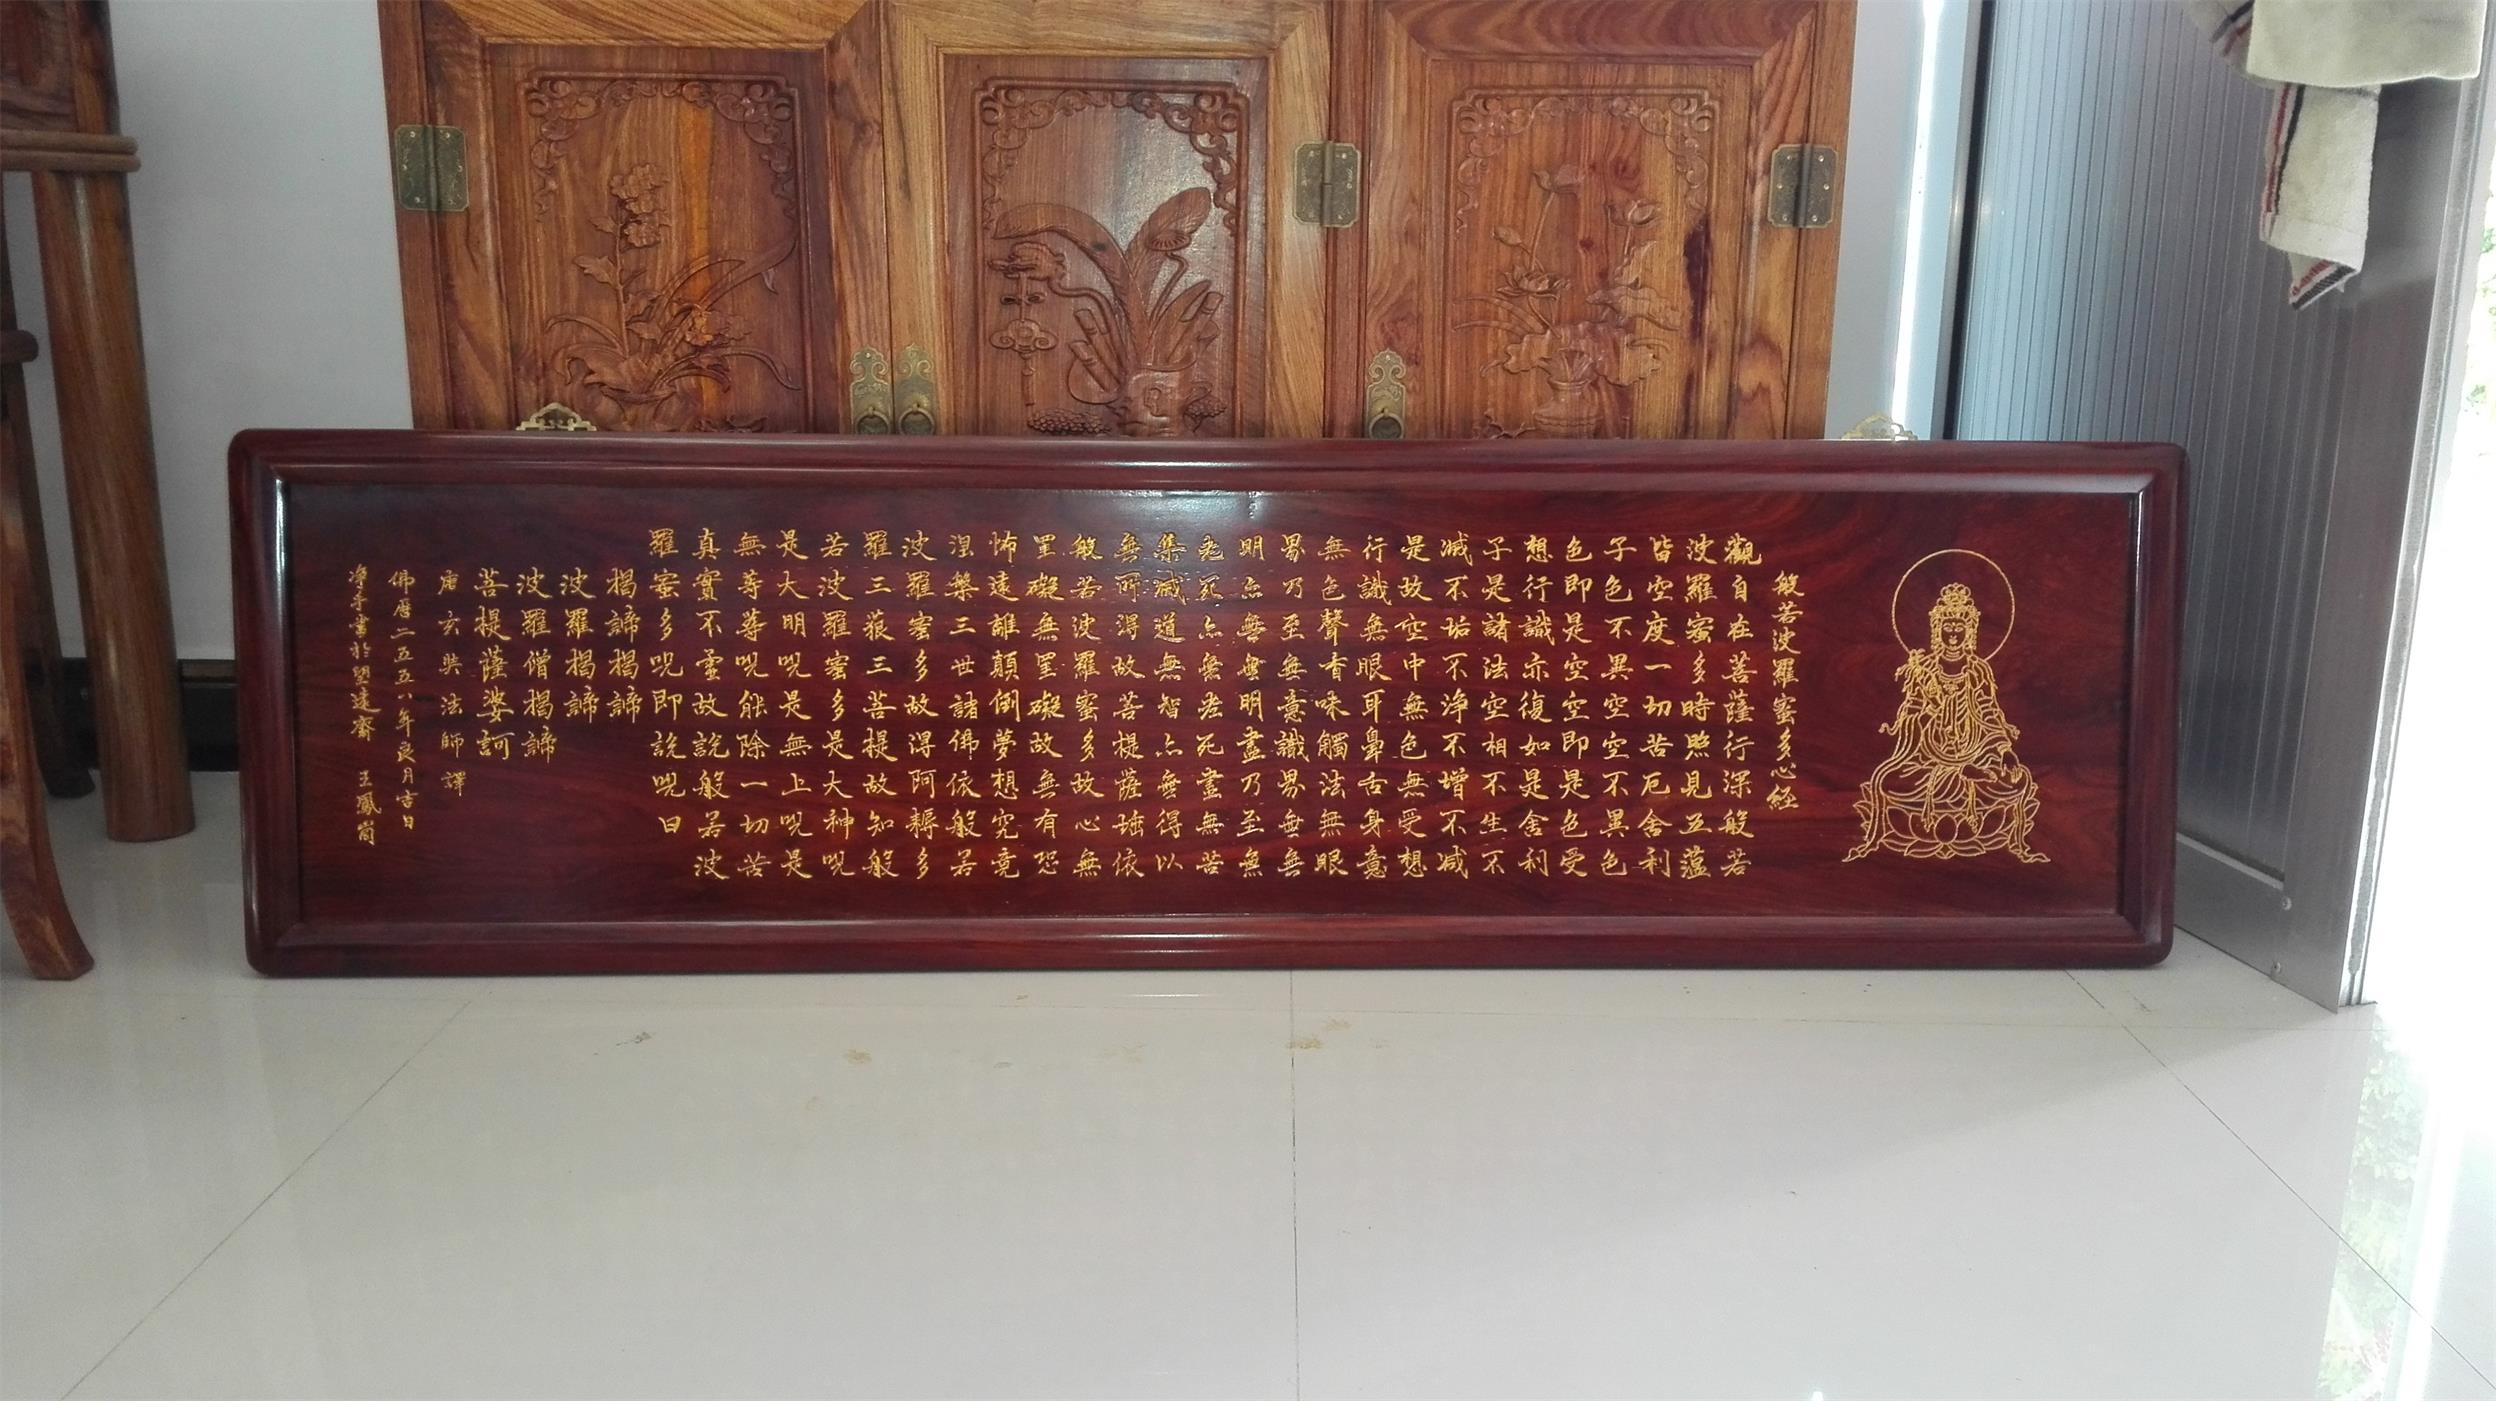 般若波羅蜜多心經
觀自在菩薩行深般若
波羅蜜多時照見五蘊
皆空度一切苦厄舍利
子色不異空空不異色
色即是空空即是色受
想行識亦復如是舍利
子是諸法空相不生不
滅不垢不净不增不減
是故空中無色無受想
行識無眼耳鼻舌身意
無色聲香味觸法無眼
界乃至無意識界無無
明亦無無明盡乃至無
老死亦無老死盡無苦
集滅道無智亦無得以
無所得故菩提薩埵依
般若波羅蜜多故心無
罣礙無罣礙故無有恐
怖遠離顛倒夢想究竟
涅槃三世諸佛依般若
波羅蜜多故得阿耨多
羅三藐三菩提故知般
若波羅蜜多是大神呪
是大明呪是無上呪是
無等等呪能除一切苦
真實不虛故説般若波
羅蜜多呪即説呪曰
揭諦揭諦
波羅揭諦
波羅僧揭諦
菩提薩婆訶
唐玄奘法師譯
佛曆二五五八年良月吉日
净手書於望遠齋 王鳳崗